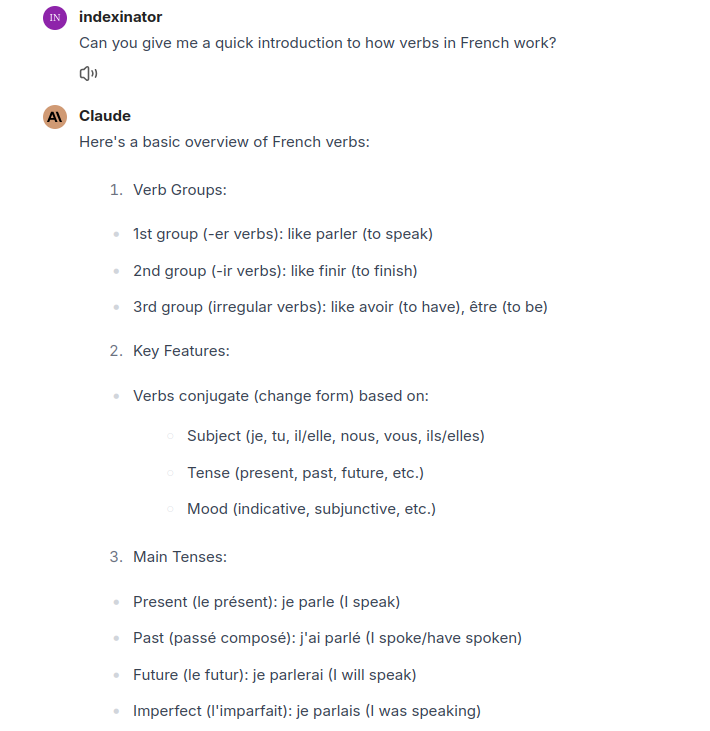 IN
indexinator
Can you give me a quick introduction to how verbs in French work?
Claude
Here's a basic overview of French verbs:
1. Verb Groups:
1st group (-er verbs): like parler (to speak)
2nd group (-ir verbs): like finir (to finish)
3rd group (irregular verbs): like avoir (to have), être (to be)
2. Key Features:
Verbs conjugate (change form) based on:
Subject (je, tu, il/elle, nous, vous, ils/elles)
Tense (present, past, future, etc.)
Mood (indicative, subjunctive, etc.)
3. Main Tenses:
Present (le présent): je parle (I speak)
Past (passé composé): j'ai parlé (I spoke/have spoken)
Future (le futur): je parlerai (I will speak)
Imperfect (l'imparfait): je parlais (I was speaking)